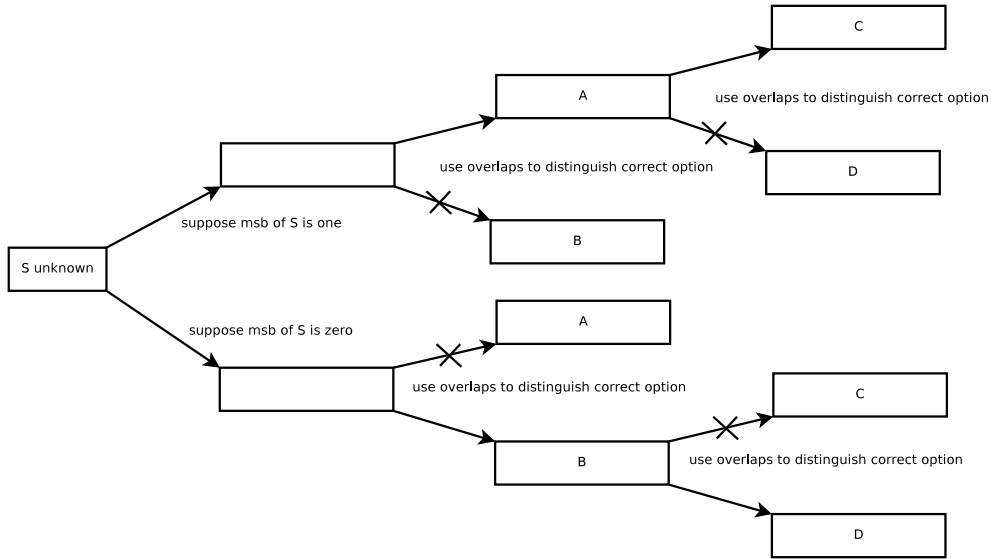 C
A
use overlaps to distinguish correct option
use overlaps to distinguish correct option
D
suppose msb of S is one
B
S unknown
A
suppose msb of S is zero
use overlaps to distinguish correct option
C
B
use overlaps to distinguish correct option
D